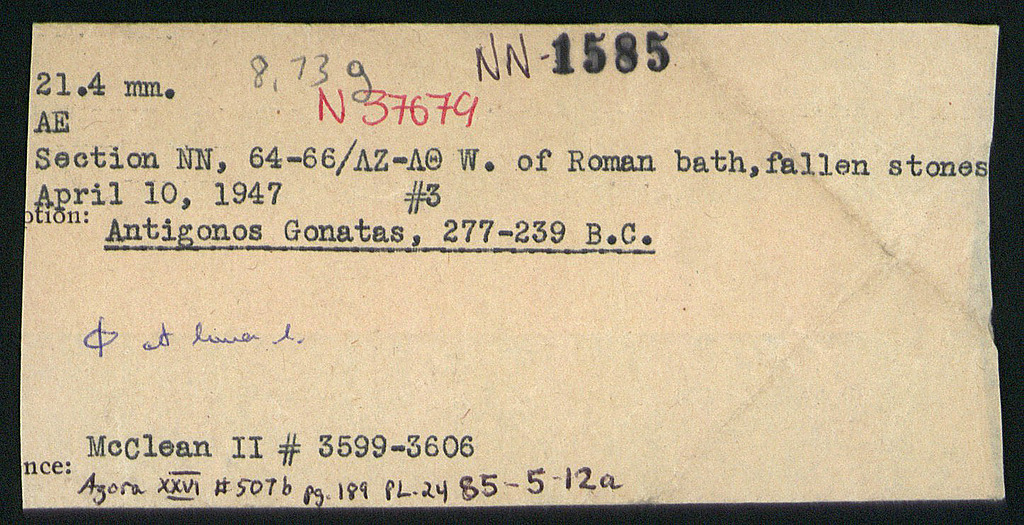 8,73 g NN-1585
21.4 mm.
N 37679
AE
Section NN, 64-66/ΛΖ-ΛΘ W. of Roman bath, fallen stones
April 10, 1947 #3
ption:
Antigonos Gonatas, 277-239 B.C.
Φ at lower l.
McClean II # 3599-3606
nce:
Agora XXVI #507b pg. 189 PL.24 85-5-12a